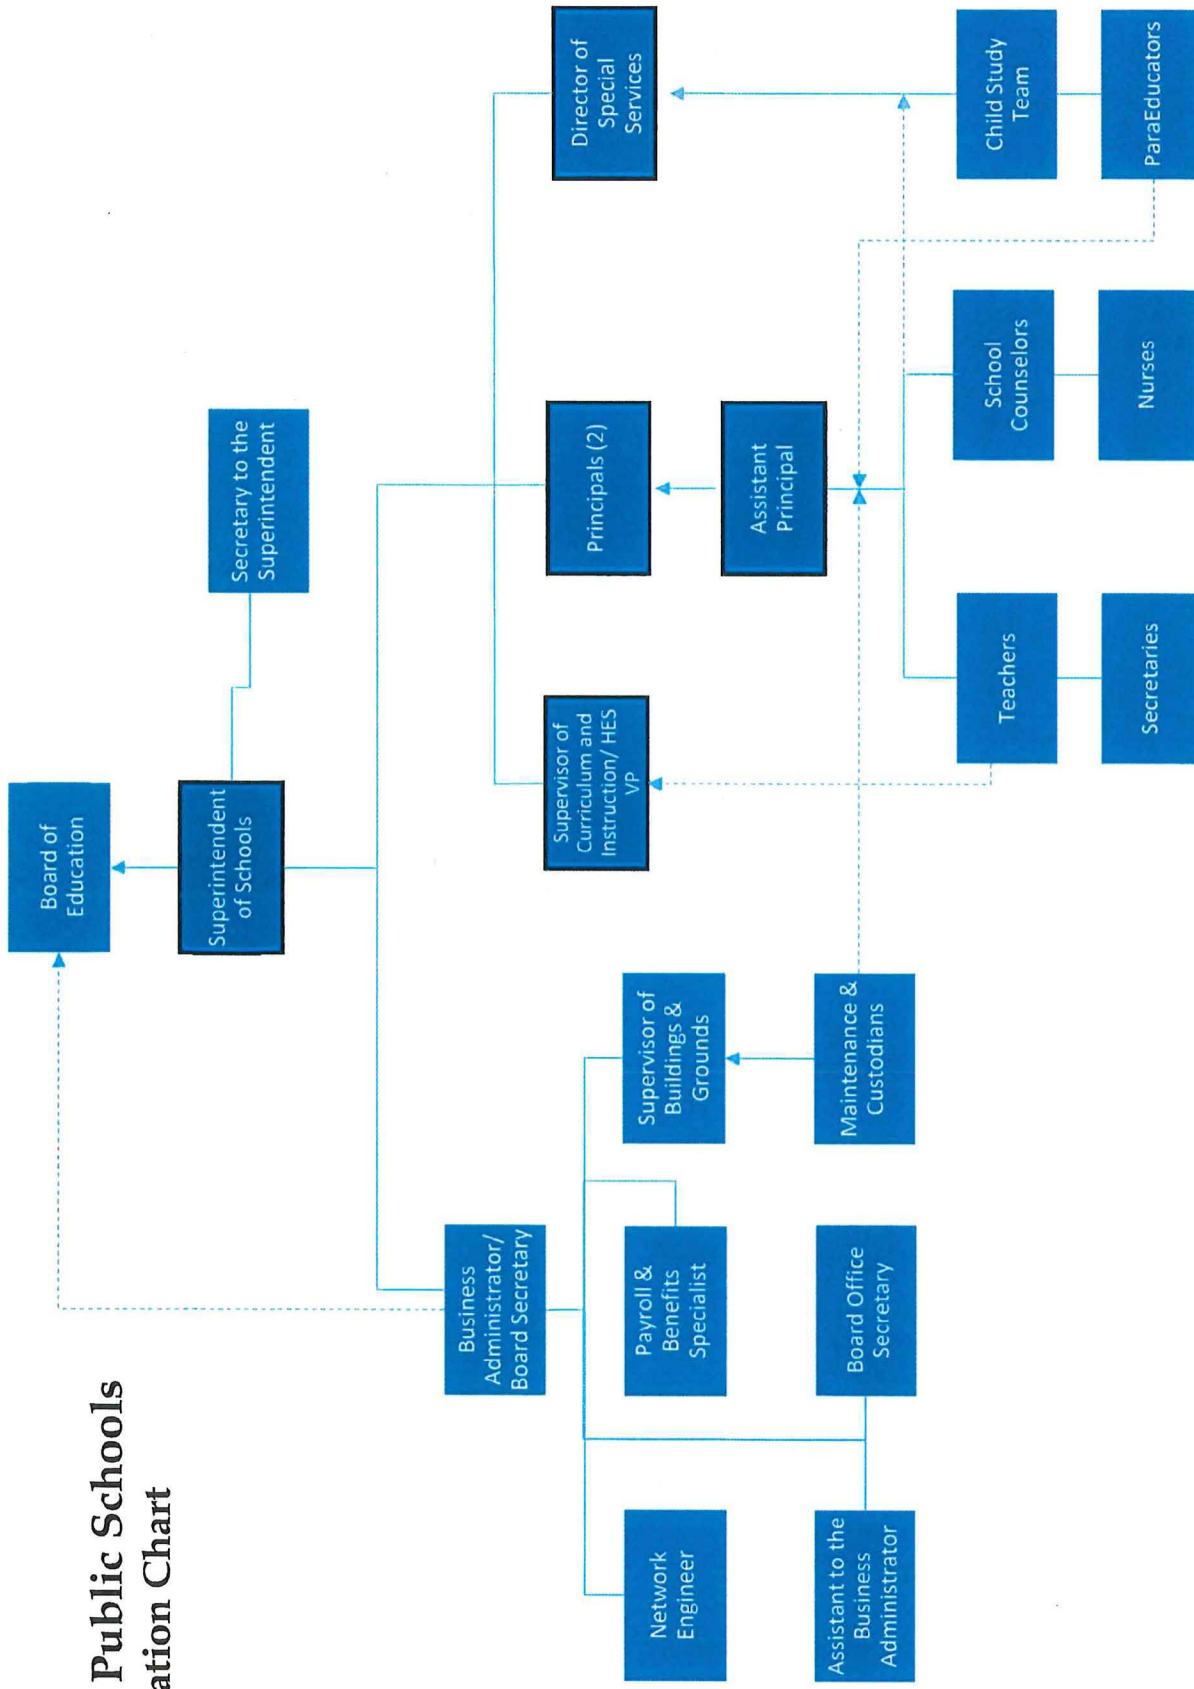 Public Schools
ation Chart
Board of
Education
Superintendent
of Schools
Secretary to the
Superintendent
Business
Administrator/
Board Secretary
Supervisor of
Curriculum and
Instruction/ HES
VP
Principals (2)
Director of
Special
Services
Network
Engineer
Payroll &
Benefits
Specialist
Supervisor of
Buildings &
Grounds
Assistant
Principal
Assistant to the
Business
Administrator
Board Office
Secretary
Maintenance &
Custodians
Teachers
School
Counselors
Child Study
Team
Secretaries
Nurses
ParaEducators